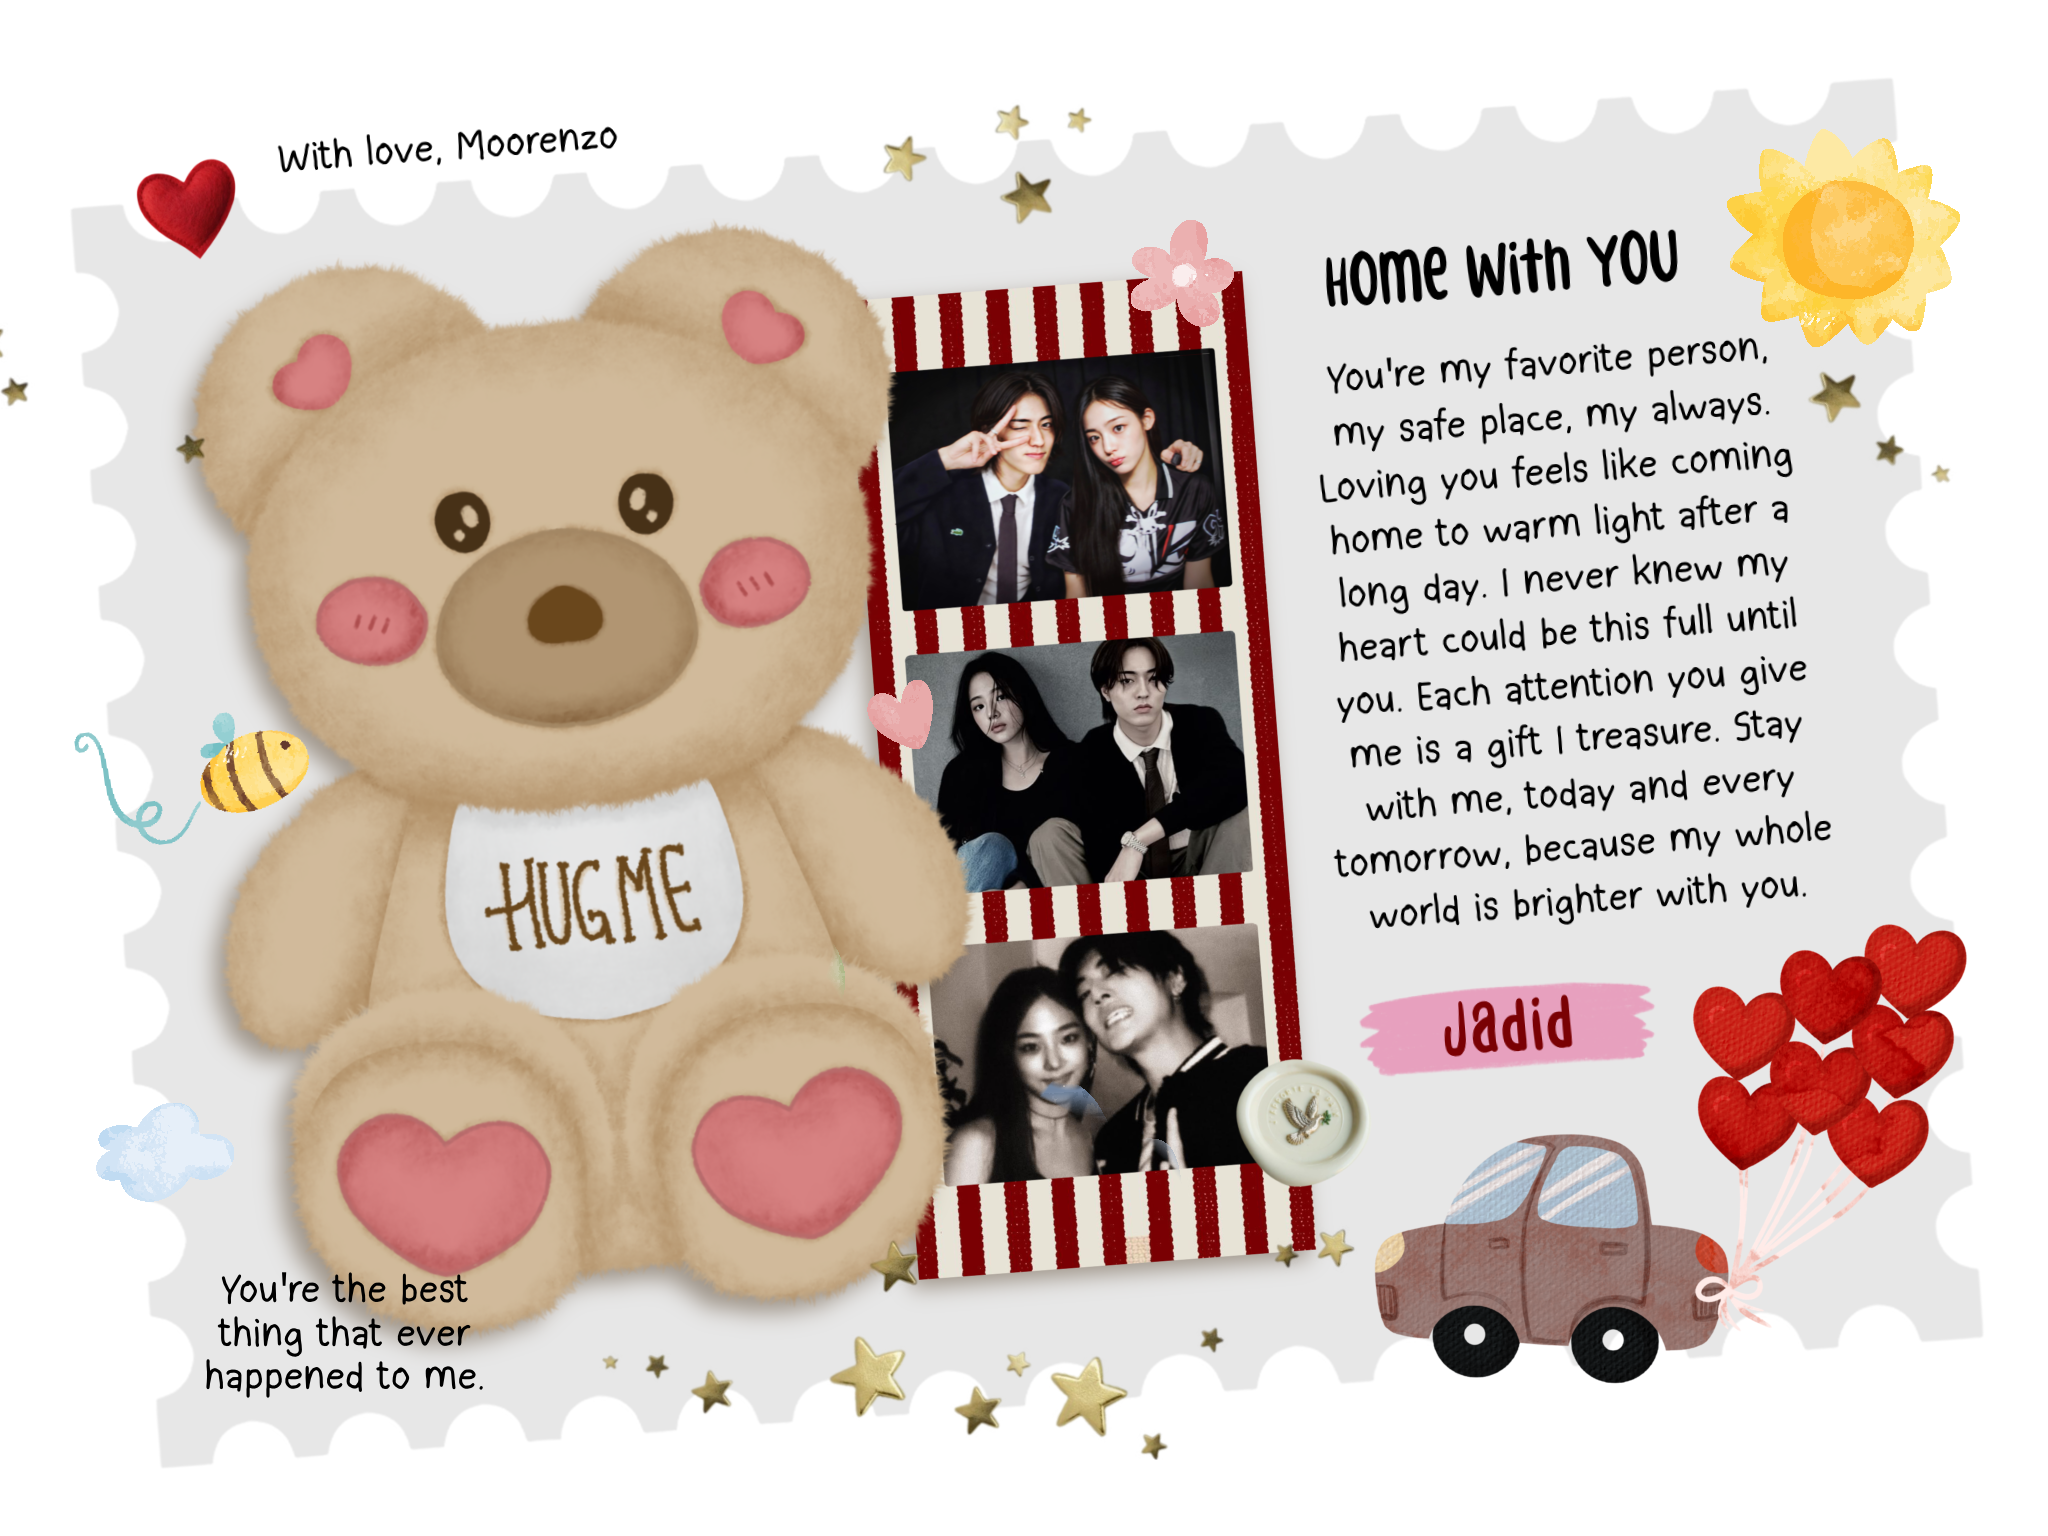 With love, Moorenzo
Home With You
You're my favorite person,
my safe place, my always.
Loving you feels like coming
home to warm light after a
long day. I never knew my
heart could be this full until
you. Each attention you give
me is a gift I treasure. Stay
with me, today and every
tomorrow, because my whole
world is brighter with you.
Jadid
HUG ME
You're the best
thing that ever
happened to me.